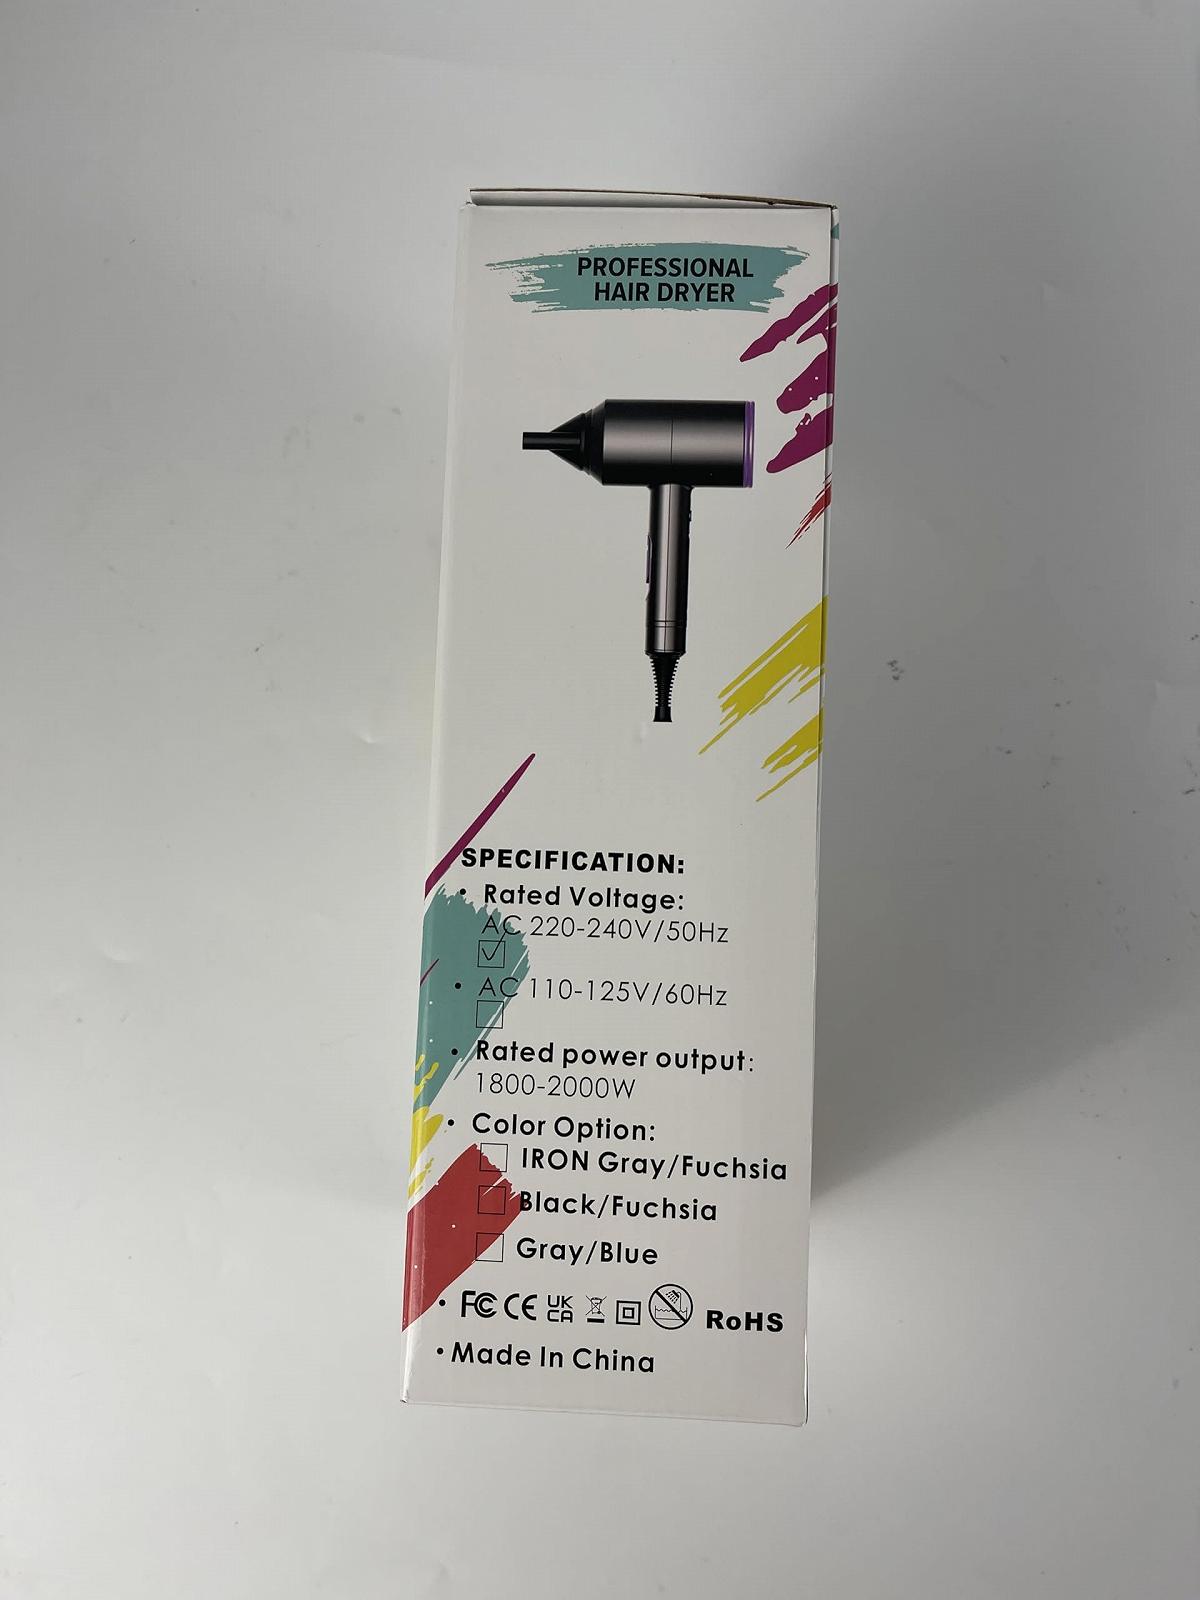 PROFESSIONAL
HAIR DRYER
SPECIFICATION:
• Rated Voltage:
AC 220-240V/50Hz
☑
• AC 110-125V/60Hz
☐
• Rated power output:
1800-2000W
• Color Option:
☐ IRON Gray/Fuchsia
☐ Black/Fuchsia
☐ Gray/Blue
• FC CE UK CA RoHS
• Made In China